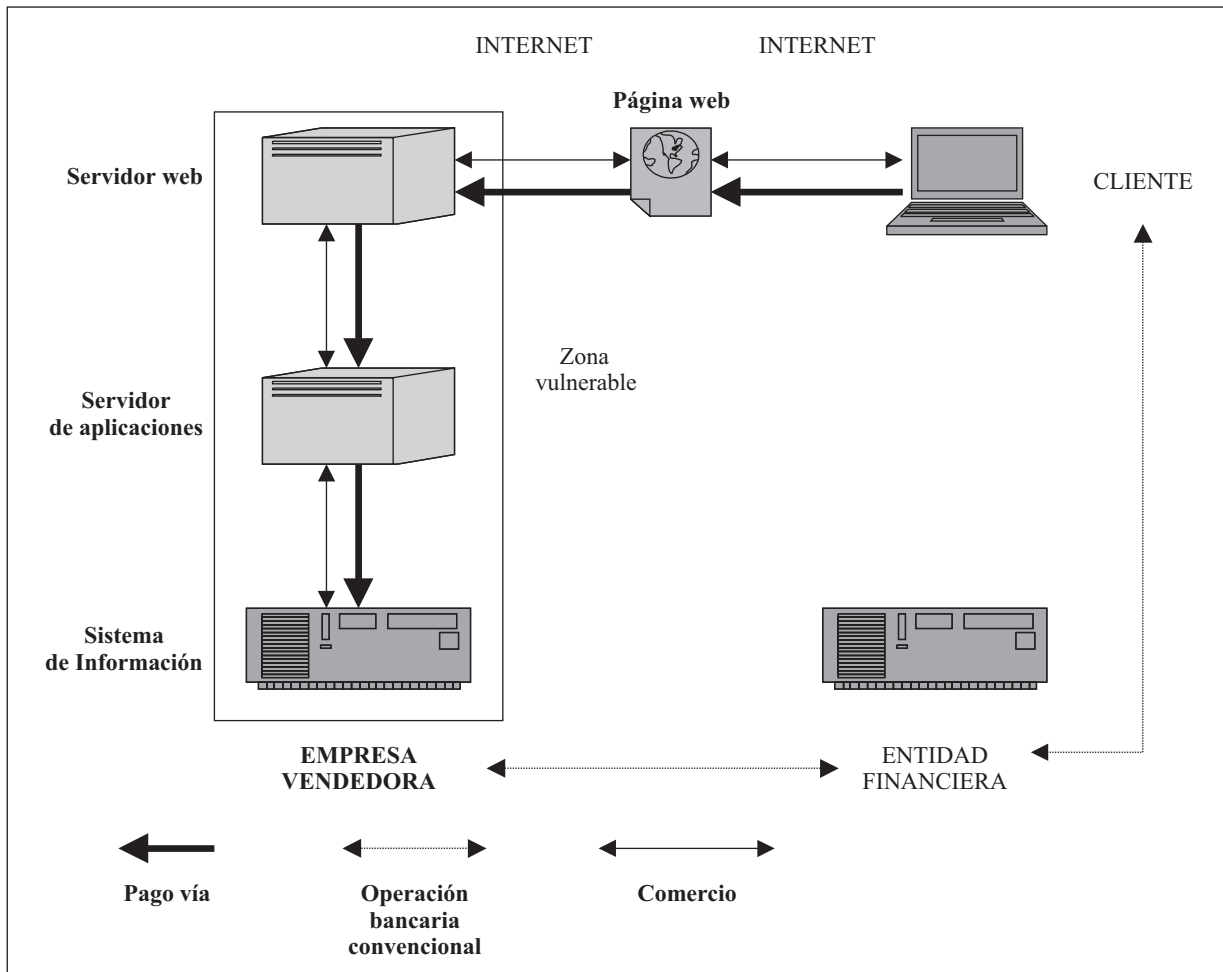 INTERNET
INTERNET
Página web
Servidor web
CLIENTE
Zona
vulnerable
Servidor
de aplicaciones
Sistema
de Información
EMPRESA
VENDEDORA
ENTIDAD
FINANCIERA
Pago vía
Operación
bancaria
convencional
Comercio